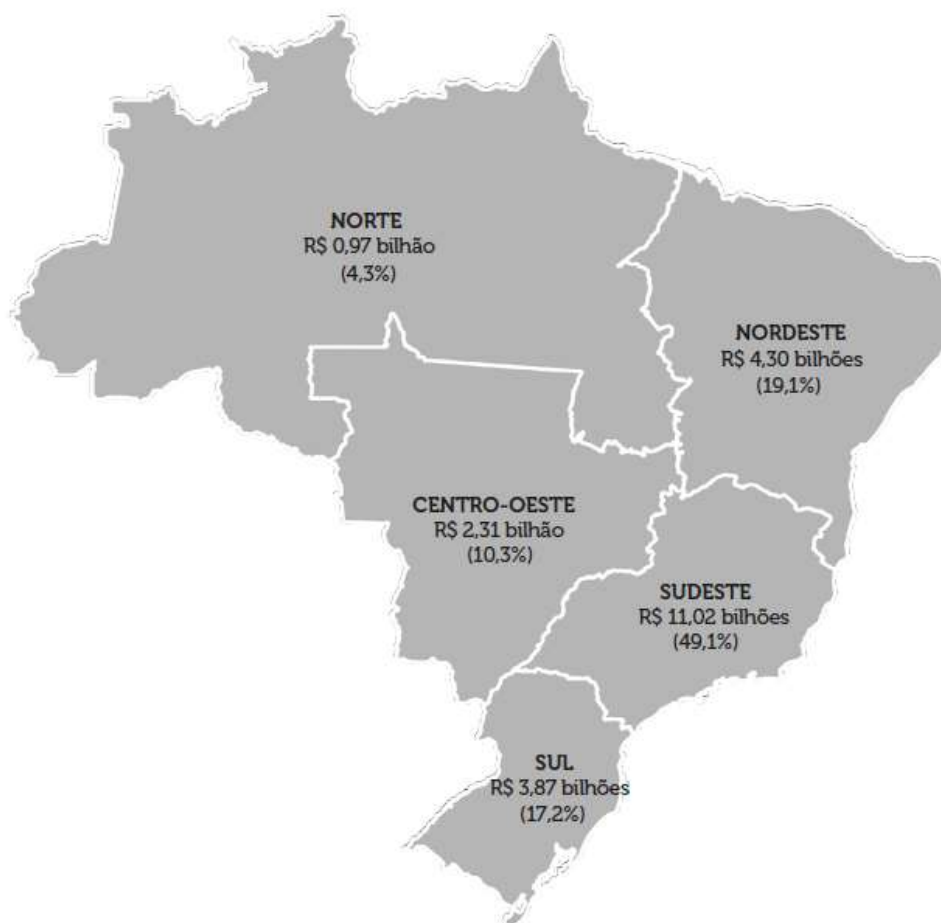 NORTE
R$ 0,97 bilhão
(4,3%)
NORDESTE
R$ 4,30 bilhões
(19,1%)
CENTRO-OESTE
R$ 2,31 bilhão
(10,3%)
SUDESTE
R$ 11,02 bilhões
(49,1%)
SUL
R$ 3,87 bilhões
(17,2%)